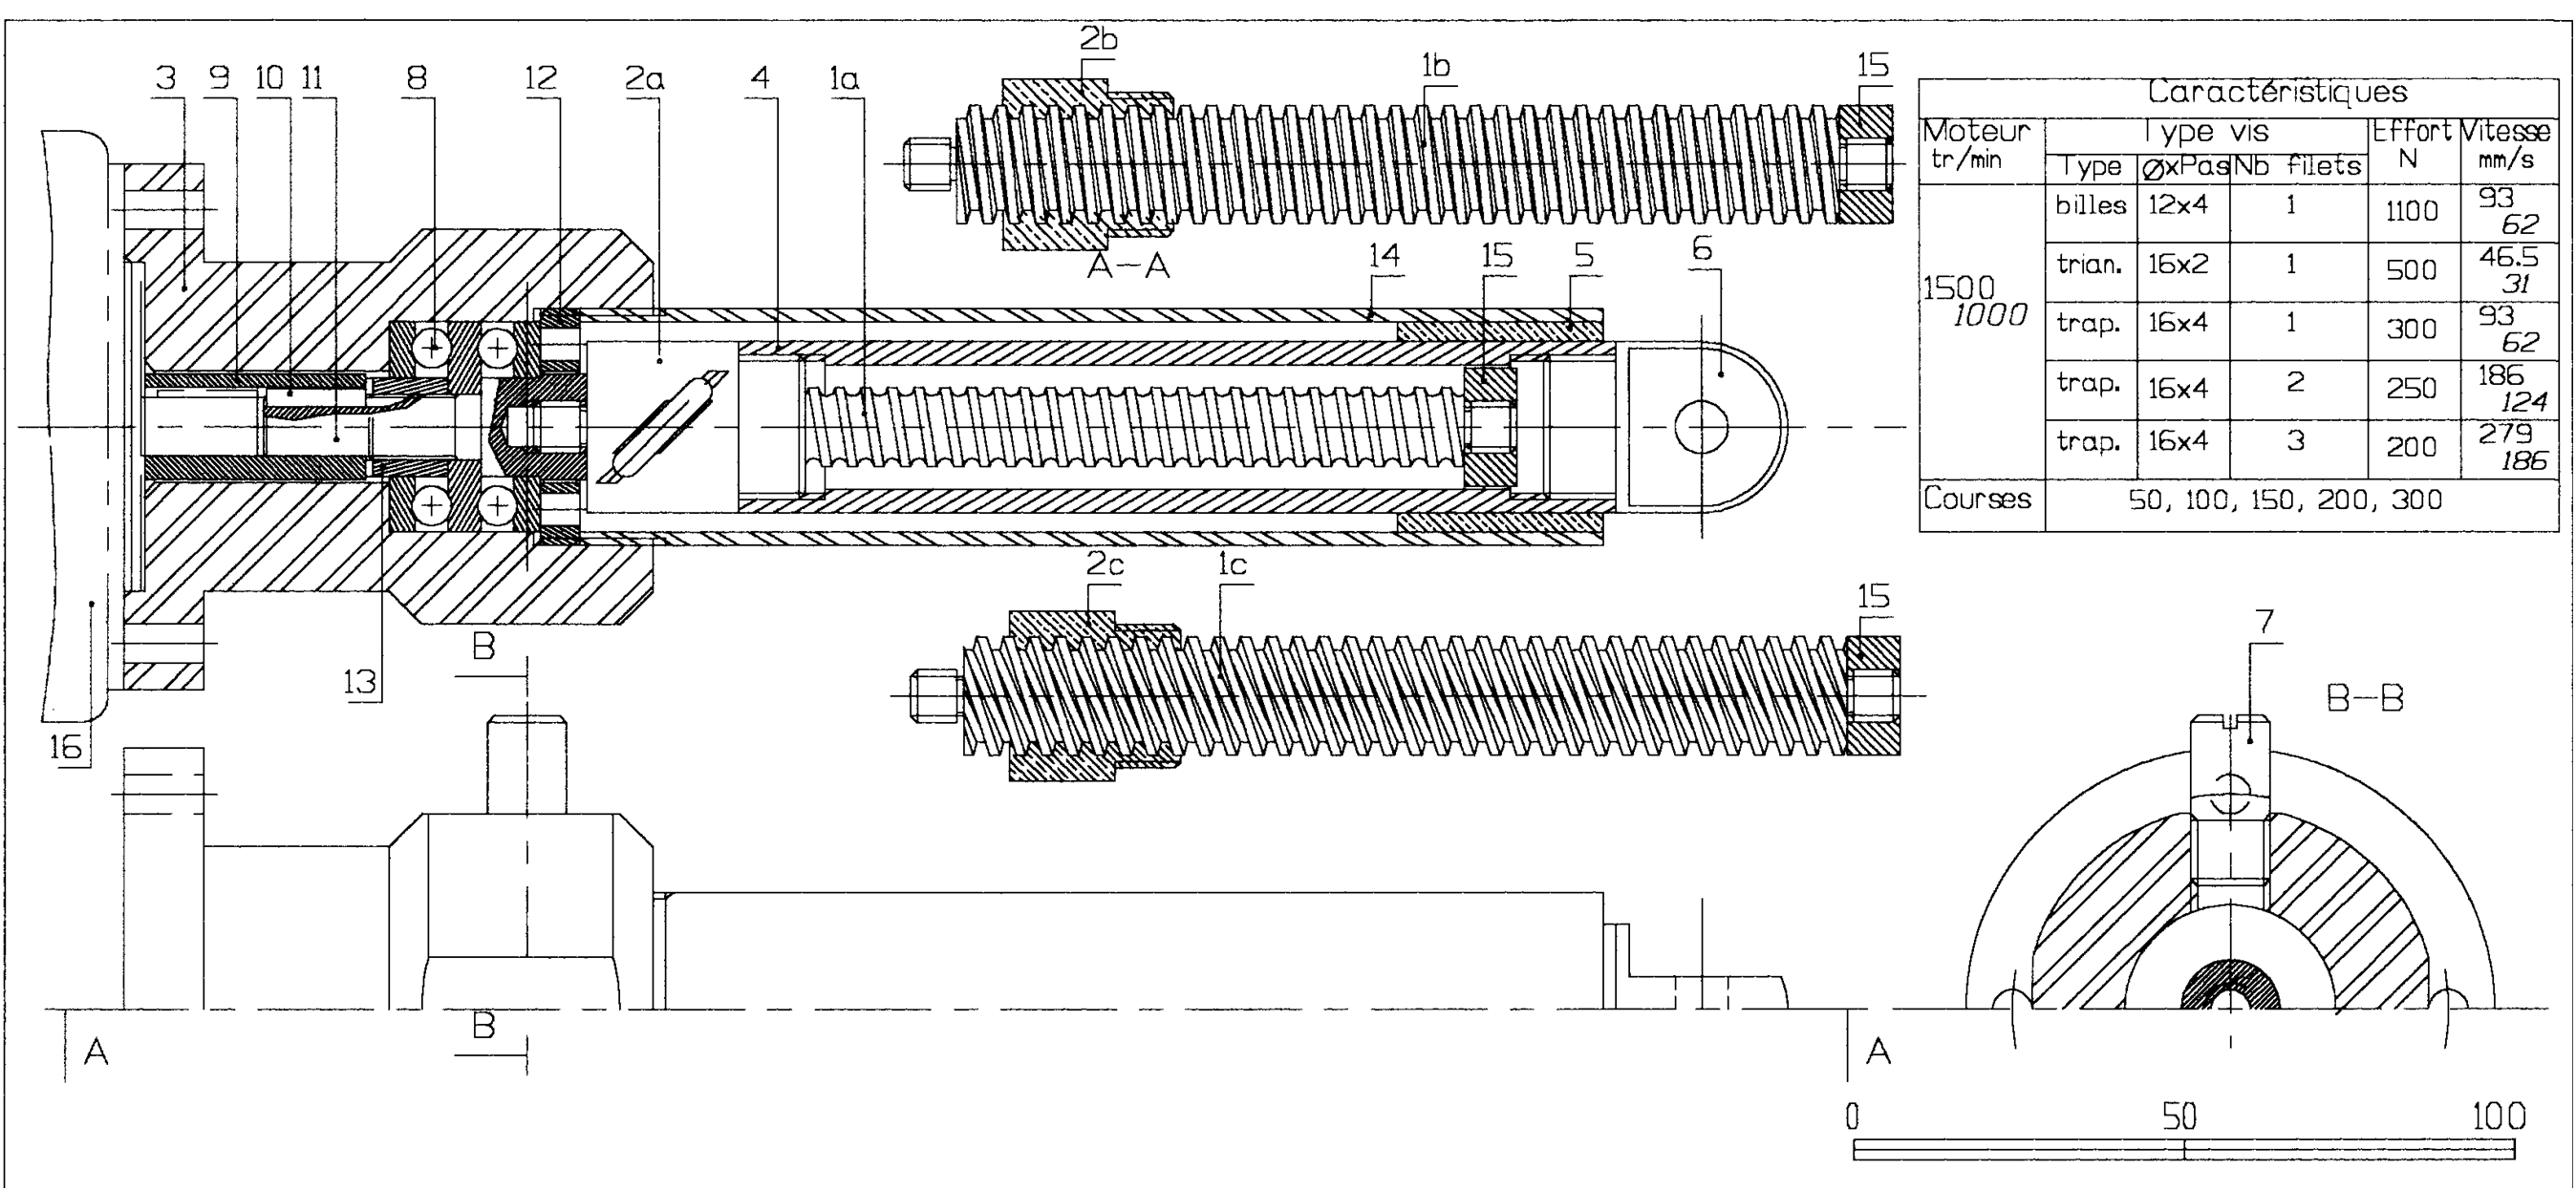 2b
1b
15
3 9 10 11 8 12 2a 4 1a
A-A
14 15 5 6
Caractéristiques
Moteur tr/min Type vis Effort N Vitesse mm/s
Type ØxPas Nb filets
1500 1000
billes 12x4 1 1100 93 62
trian. 16x2 1 500 46.5 31
trap. 16x4 1 300 93 62
trap. 16x4 2 250 186 124
trap. 16x4 3 200 279 186
Courses 50, 100, 150, 200, 300
2c 1c 15
13
B
16
7
B-B
B
A A
0 50 100